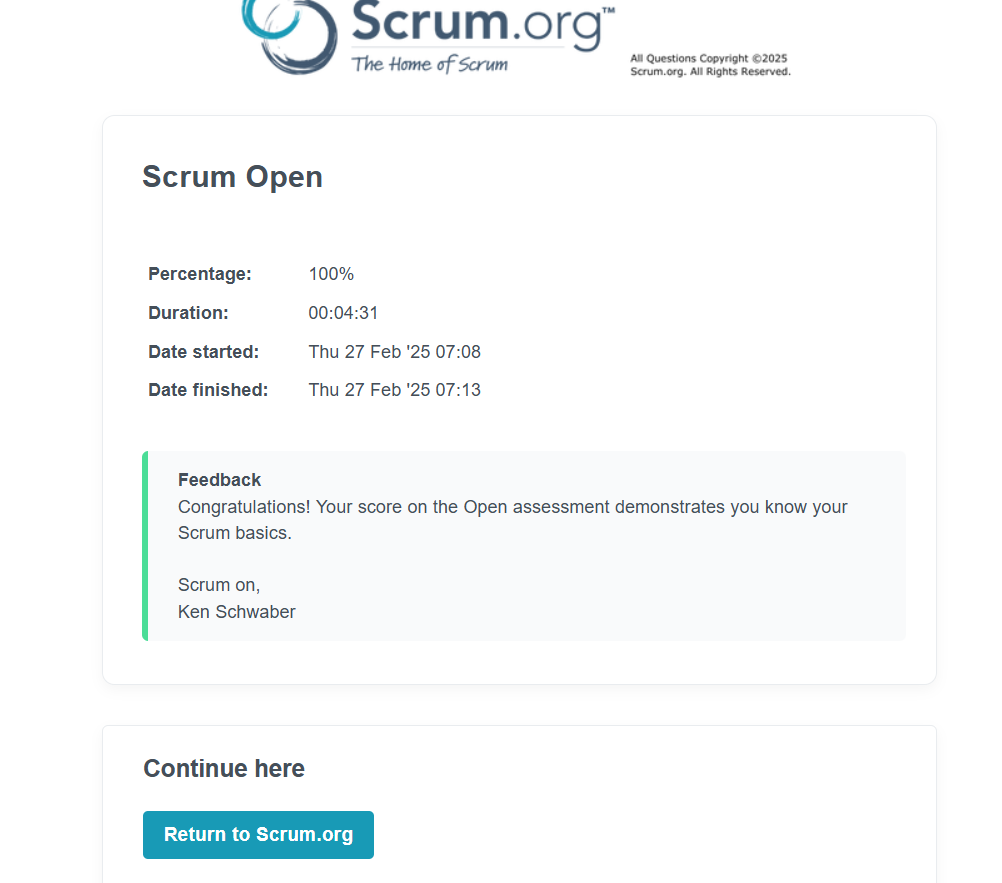 Scrum.org™
The Home of Scrum
All Questions Copyright ©2025
Scrum.org. All Rights Reserved.
Scrum Open
Percentage: 100%
Duration: 00:04:31
Date started: Thu 27 Feb '25 07:08
Date finished: Thu 27 Feb '25 07:13
Feedback
Congratulations! Your score on the Open assessment demonstrates you know your
Scrum basics.
Scrum on,
Ken Schwaber
Continue here
Return to Scrum.org